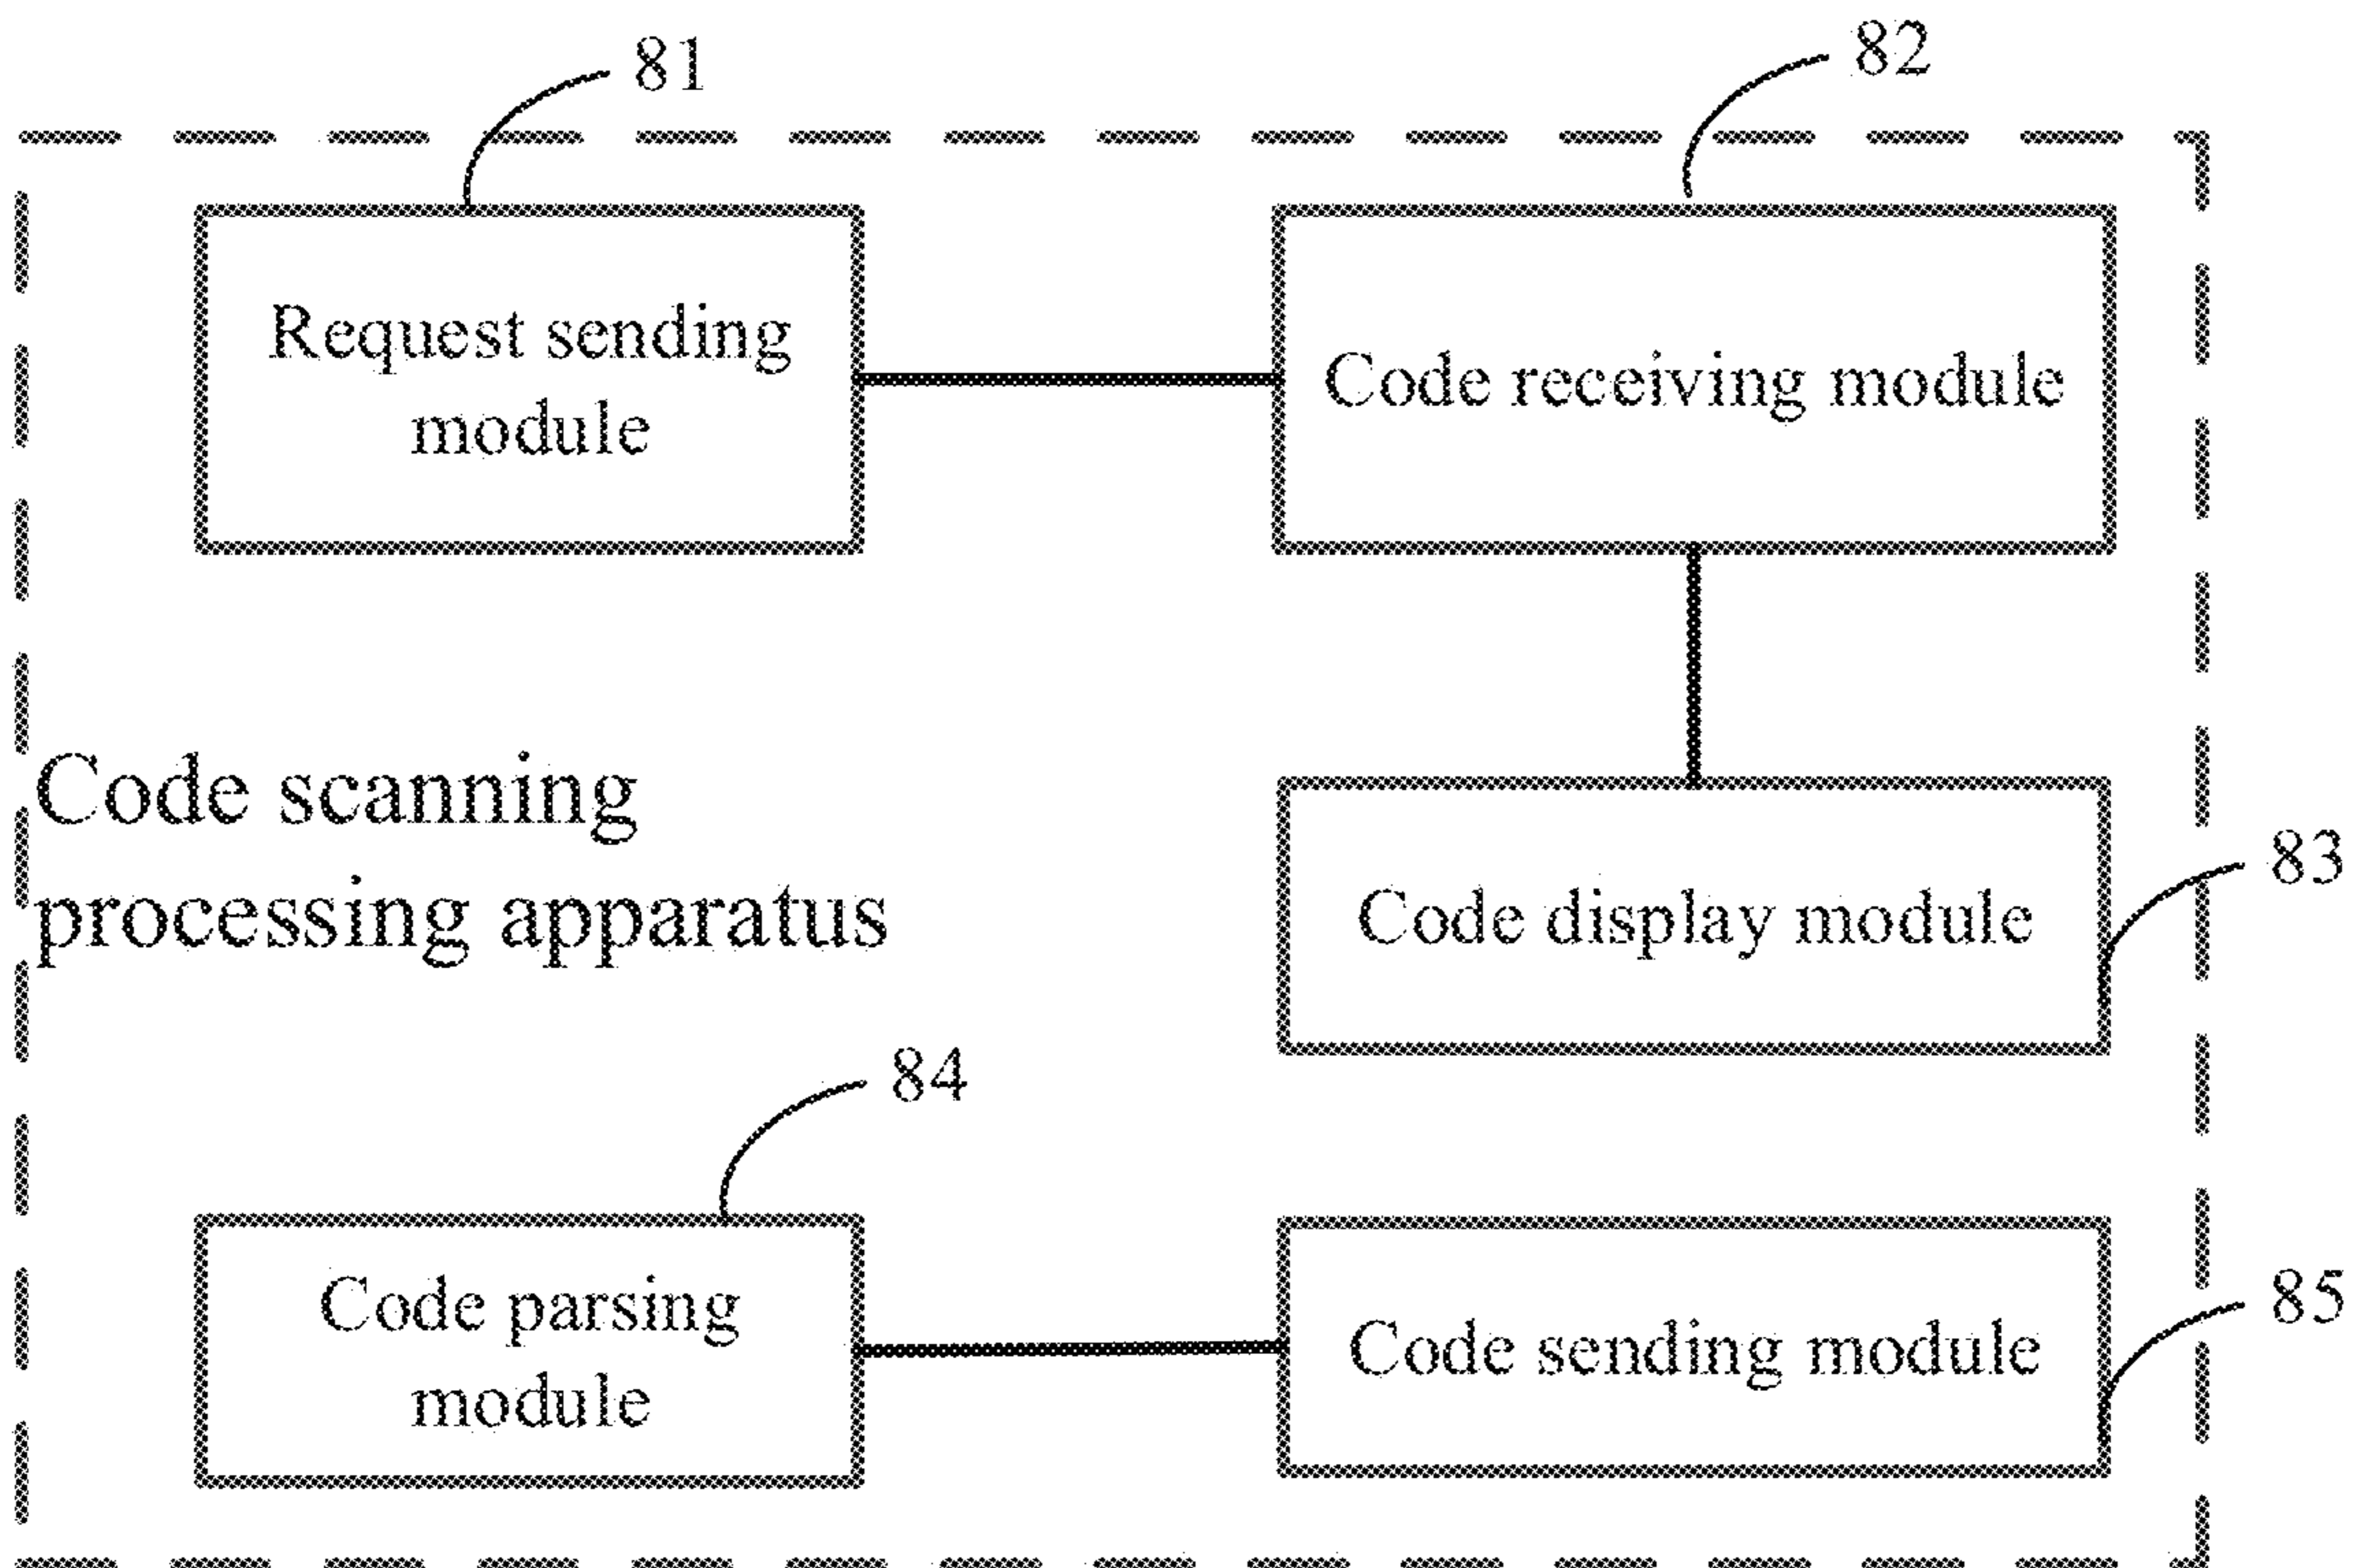 81
82
Request sending
module
Code receiving module
Code scanning
processing apparatus
Code display module
83
84
Code parsing
module
Code sending module
85